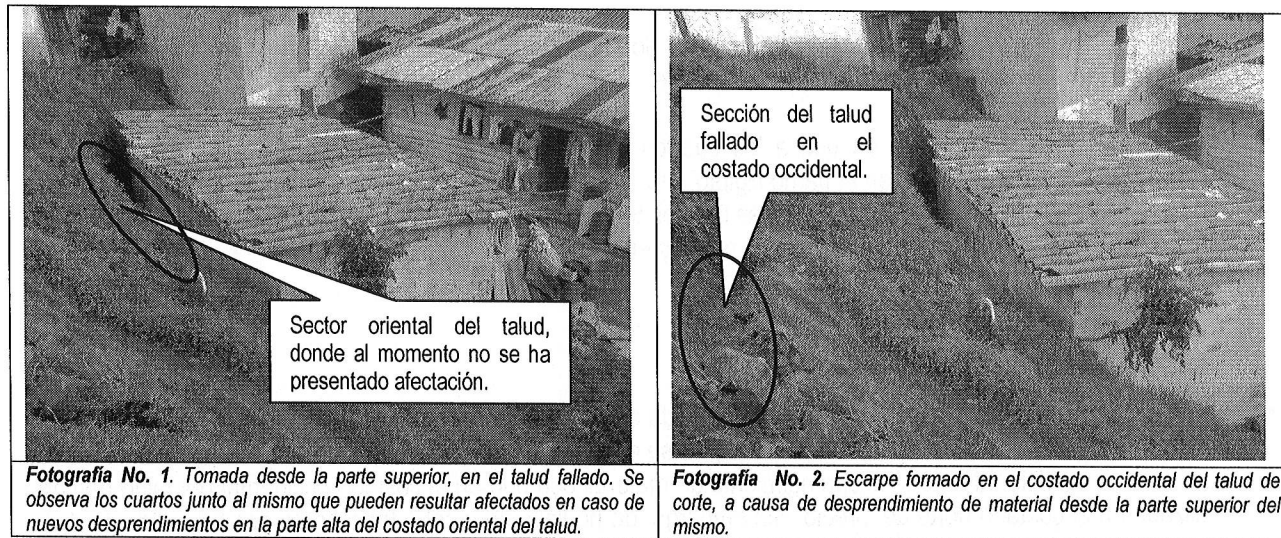 Sector oriental del talud,
donde al momento no se ha
presentado afectación.
Sección del talud
fallado en el
costado occidental.
Fotografía No. 1. Tomada desde la parte superior, en el talud fallado. Se
observa los cuartos junto al mismo que pueden resultar afectados en caso de
nuevos desprendimientos en la parte alta del costado oriental del talud.
Fotografía No. 2. Escarpe formado en el costado occidental del talud de
corte, a causa de desprendimiento de material desde la parte superior del
mismo.